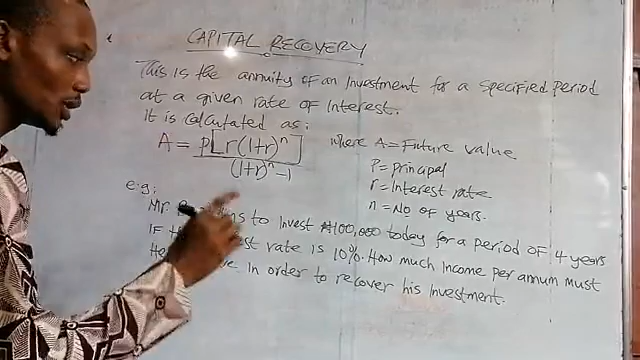 CAPITAL RECOVERY
This is the annuity of an Investment for a specified period
at a given rate of Interest.
It is calculated as:
A = P[r(1+r)ⁿ] where A = Future value
(1+r)ⁿ-1 P = principal
r = Interest rate
n = No of years.
e.g;
Mr. to Invest ₦100,000 today for a period of 4 years
IF rate is 10%. How much Income per annum must
in order to recover his Investment.